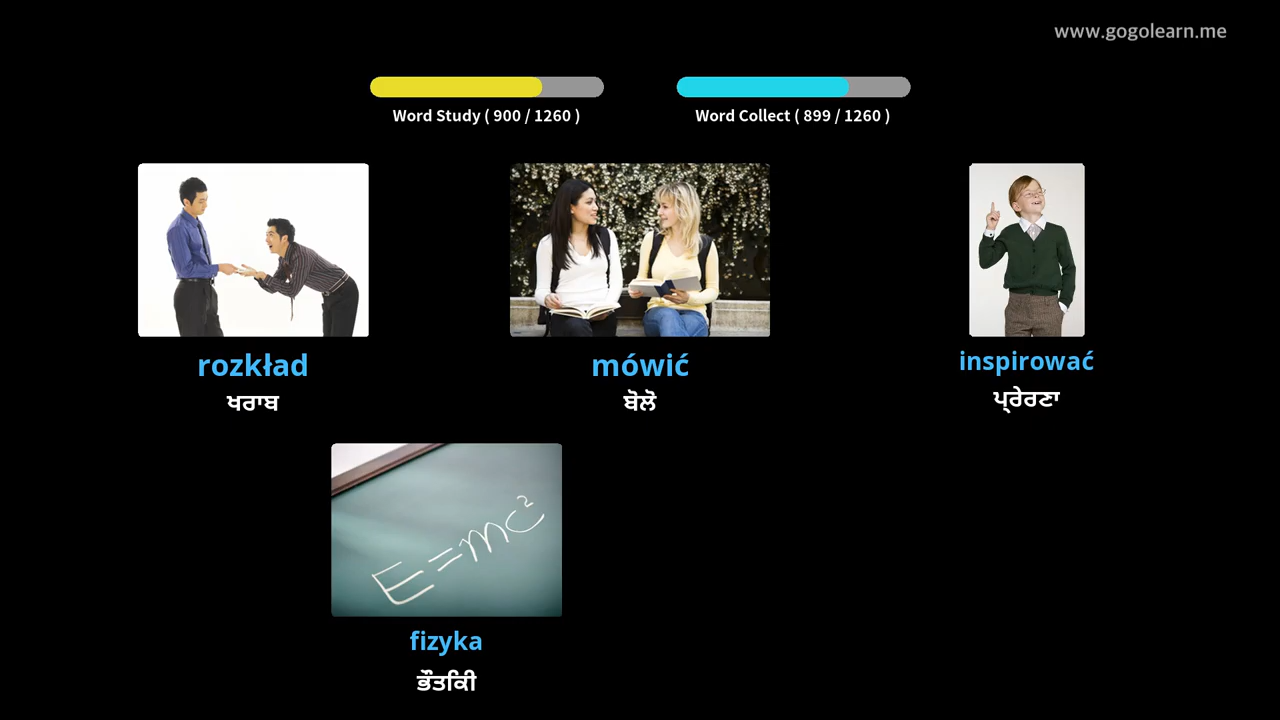 www.gogolearn.me
Word Study ( 900 / 1260 )
Word Collect ( 899 / 1260 )
rozkład
ਖਰਾਬ
mówić
ਬੋਲੋ
inspirować
ਪ੍ਰੇਰਣਾ
E=mc²
fizyka
ਭੌਤਕਿੀ